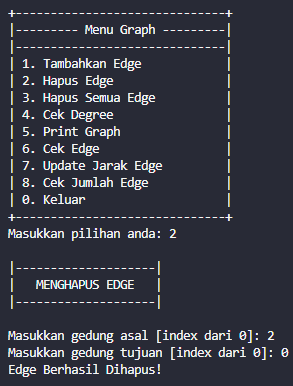 +----------------------------+
|--------- Menu Graph ---------|
|----------------------------|
| 1. Tambahkan Edge |
| 2. Hapus Edge |
| 3. Hapus Semua Edge |
| 4. Cek Degree |
| 5. Print Graph |
| 6. Cek Edge |
| 7. Update Jarak Edge |
| 8. Cek Jumlah Edge |
| 0. Keluar |
+----------------------------+
Masukkan pilihan anda: 2
|-------------------|
| MENGHAPUS EDGE |
|-------------------|
Masukkan gedung asal [index dari 0]: 2
Masukkan gedung tujuan [index dari 0]: 0
Edge Berhasil Dihapus!